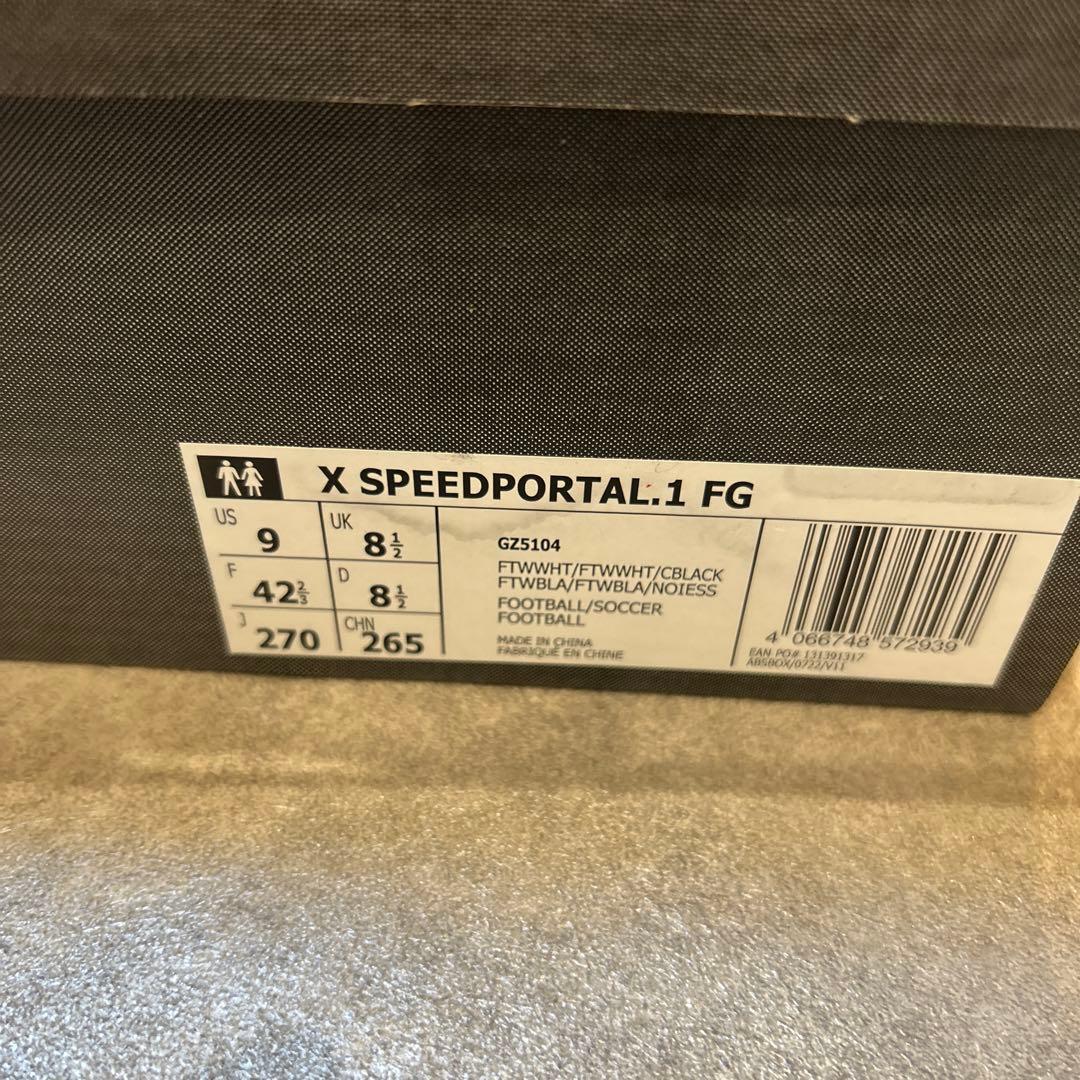 X SPEEDPORTAL.1 FG
US 9
UK 8 1/2
F 42 2/3
D 8 1/2
J 270
CHN 265
GZ5104
FTWWHT/FTWWHT/CBLACK
FTWBLA/FTWBLA/NOIESS
FOOTBALL/SOCCER
FOOTBALL
MADE IN CHINA
FABRIQUÉ EN CHINE
4 066748 572939
EAN PO# 131391317
ABSBOX/0722/V11